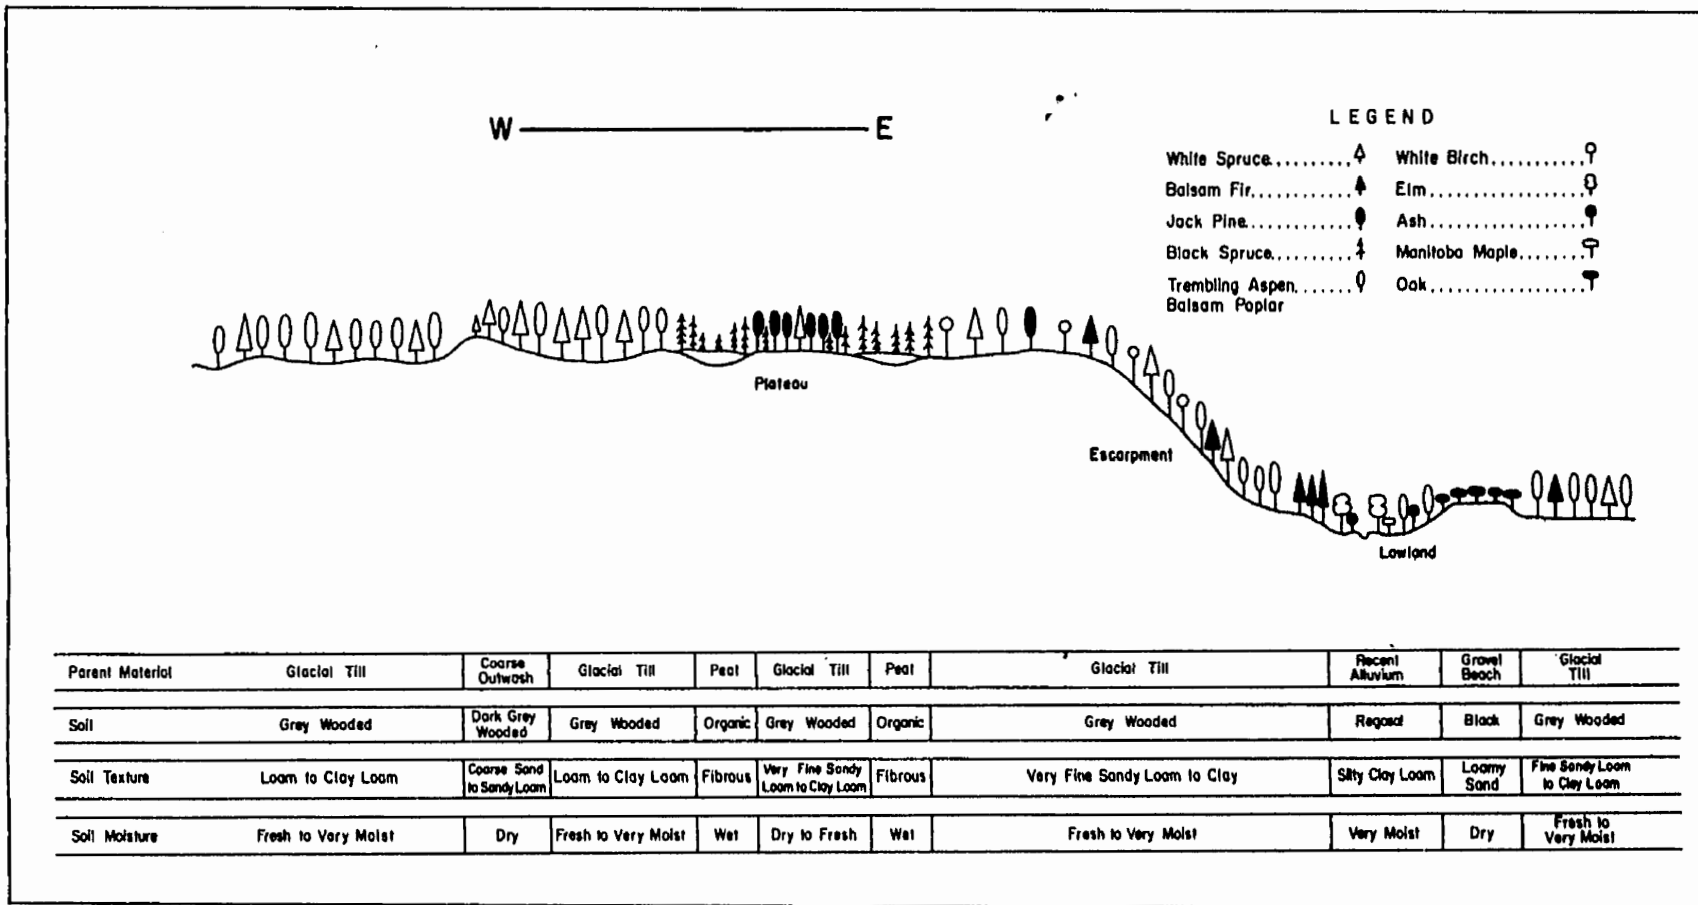 W E
LEGEND
White Spruce.......... White Birch...........
Balsam Fir............ Elm..................
Jack Pine............ Ash..................
Black Spruce.......... Manitoba Maple.......
Trembling Aspen....... Oak..................
Balsam Poplar
Plateau
Escarpment
Lowland
Parent Material Glacial Till Coarse Outwash Glacial Till Peat Glacial Till Peat Glacial Till Recent Alluvium Gravel Beach Glacial Till
Soil Grey Wooded Dark Grey Wooded Grey Wooded Organic Grey Wooded Organic Grey Wooded Regosol Black Grey Wooded
Soil Texture Loam to Clay Loam Coarse Sand to Sandy Loam Loam to Clay Loam Fibrous Very Fine Sandy Loam to Clay Loam Fibrous Very Fine Sandy Loam to Clay Silty Clay Loam Loamy Sand Fine Sandy Loam to Clay Loam
Soil Moisture Fresh to Very Moist Dry Fresh to Very Moist Wet Dry to Fresh Wet Fresh to Very Moist Very Moist Dry Fresh to Very Moist